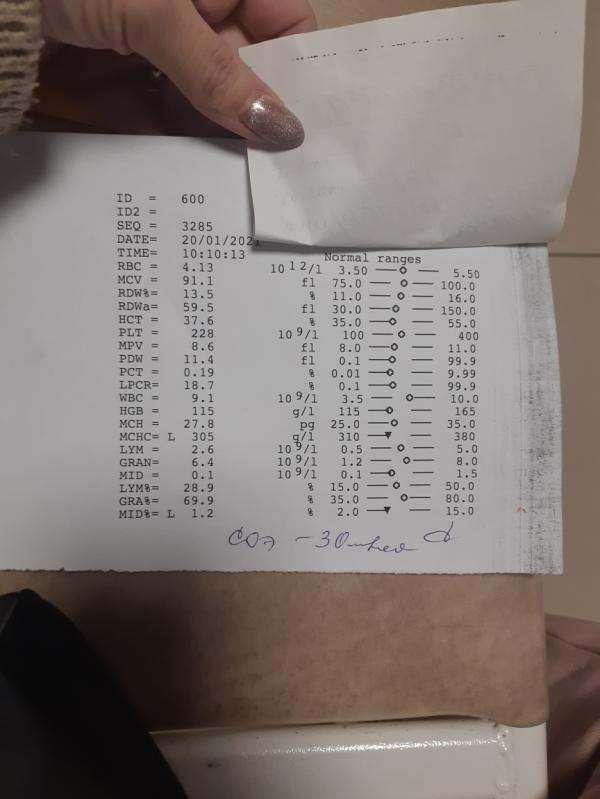 ID = 600
ID2 =
SEQ = 3285
DATE= 20/01/2021
TIME= 10:10:13
Normal ranges
RBC = 4.13 10 12/l 3.50 5.50
MCV = 91.1 fl 75.0 100.0
RDW%= 13.5 % 11.0 16.0
RDWa= 59.5 fl 30.0 150.0
HCT = 37.6 % 35.0 55.0
PLT = 228 10 9/l 100 400
MPV = 8.6 fl 8.0 11.0
PDW = 11.4 fl 0.1 99.9
PCT = 0.19 % 0.01 9.99
LPCR= 18.7 % 0.1 99.9
WBC = 9.1 10 9/l 3.5 10.0
HGB = 115 g/l 115 165
MCH = 27.8 pg 25.0 35.0
MCHC= L 305 g/l 310 380
LYM = 2.6 10 9/l 0.5 5.0
GRAN= 6.4 10 9/l 1.2 8.0
MID = 0.1 10 9/l 0.1 1.5
LYM%= 28.9 % 15.0 50.0
GRA%= 69.9 % 35.0 80.0
MID%= L 1.2 % 2.0 15.0
СОЭ - 30